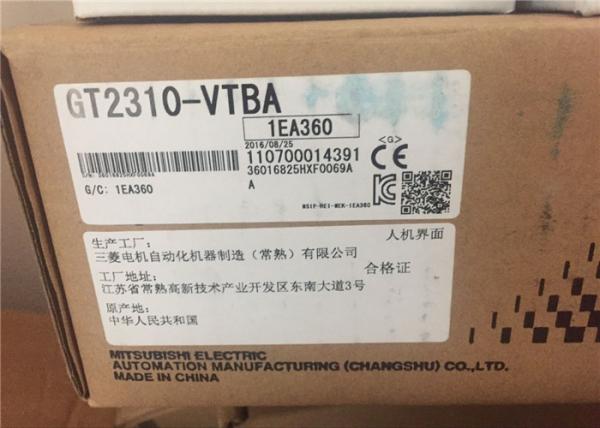 GT2310-VTBA
1EA360
2016/08/25
<G>
110700014391
36016825HXF0069A
A
G/C: 1EA360
MSIP-REI-MEK-1EA360
生产工厂:
人机界面
三菱电机自动化机器制造（常熟）有限公司
工厂地址:
合格证
江苏省常熟高新技术产业开发区东南大道3号
原产地:
中华人民共和国
MITSUBISHI ELECTRIC
AUTOMATION MANUFACTURING (CHANGSHU) CO.,LTD.
MADE IN CHINA